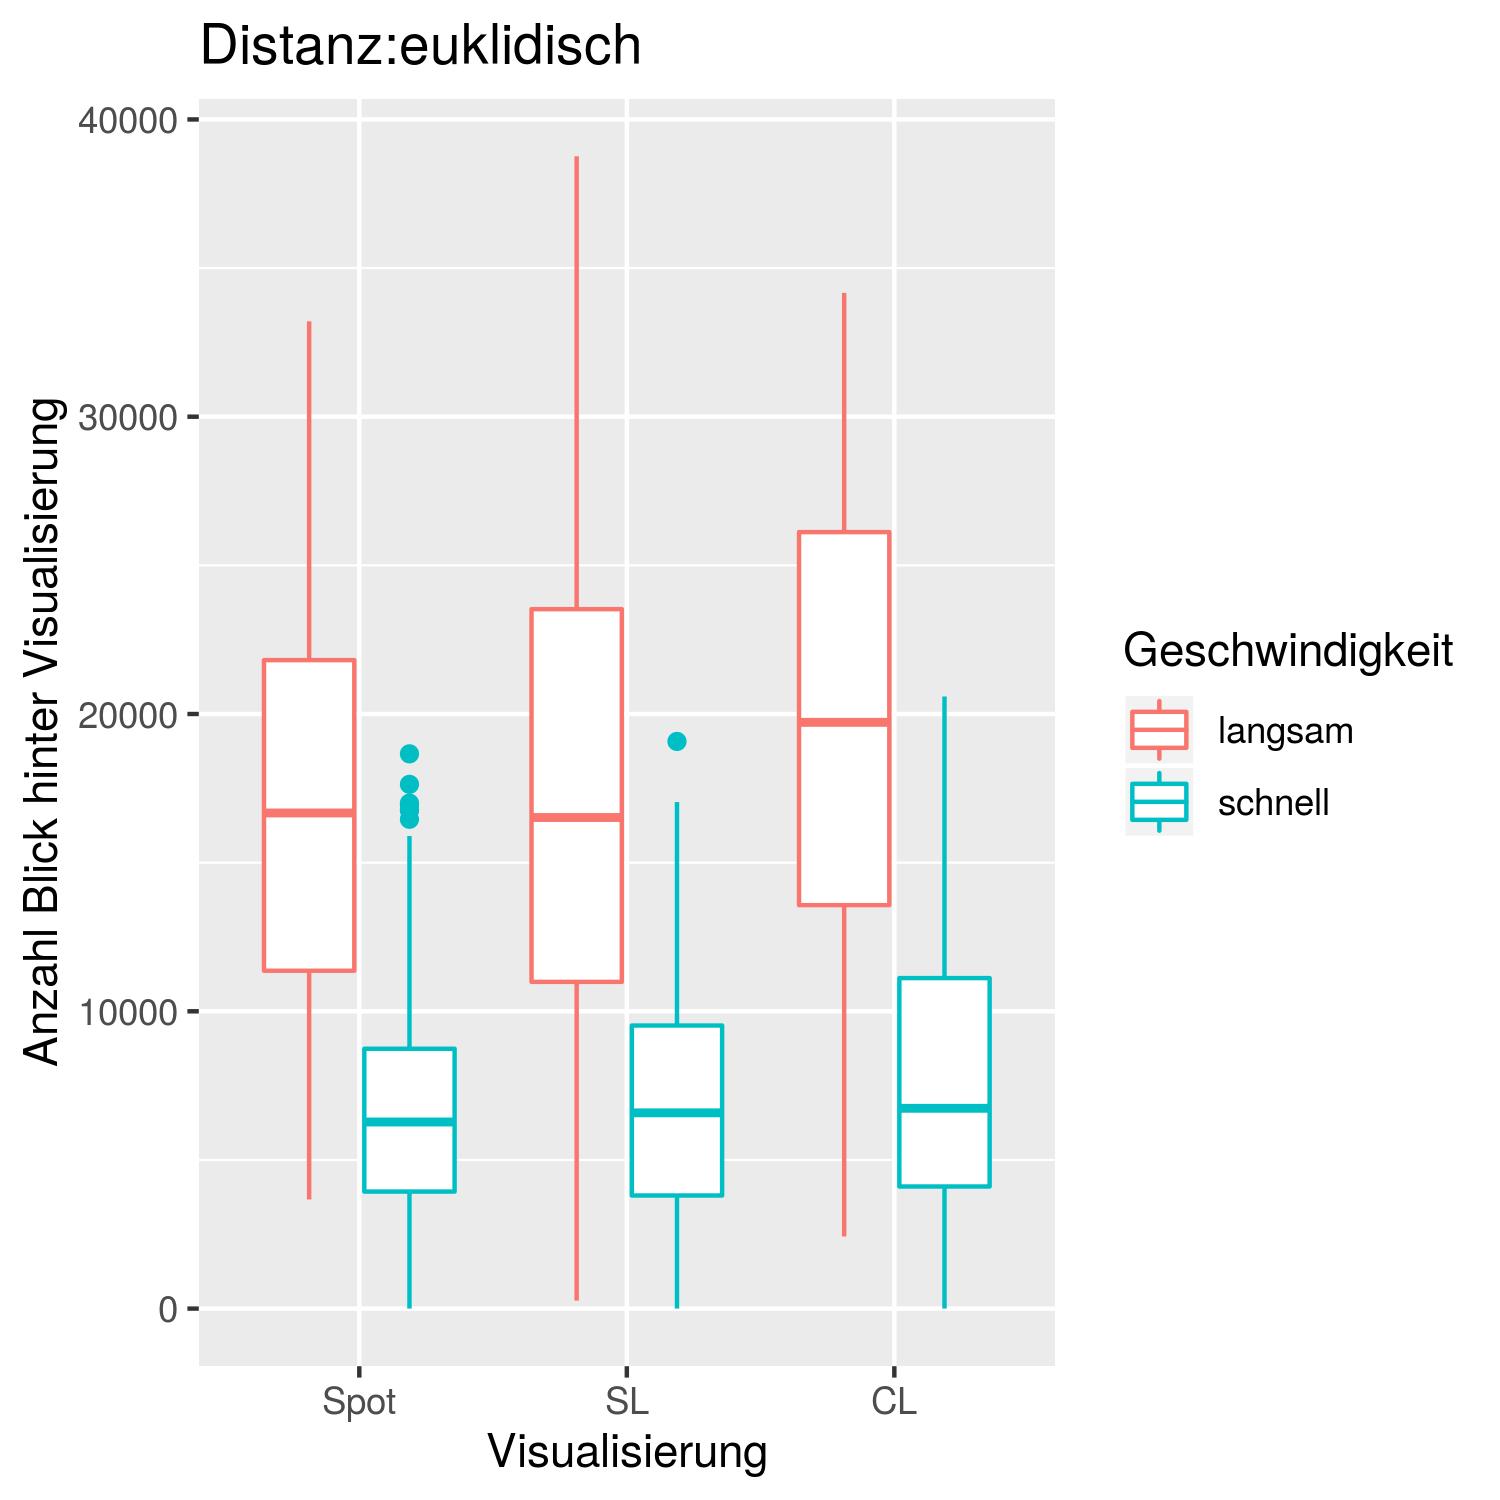 Distanz:euklidisch
Anzahl Blick hinter Visualisierung
40000
30000
20000
10000
0
Spot SL CL
Visualisierung
Geschwindigkeit
langsam
schnell